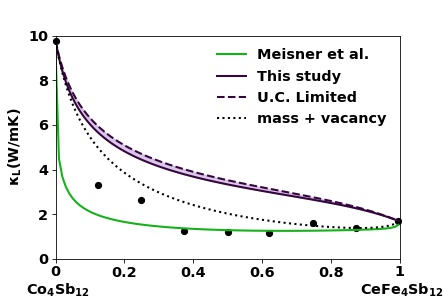 10
8
6
4
2
0
κL(W/mK)
Meisner et al.
This study
U.C. Limited
mass + vacancy
0 0.2 0.4 0.6 0.8 1
Co4Sb12 CeFe4Sb12